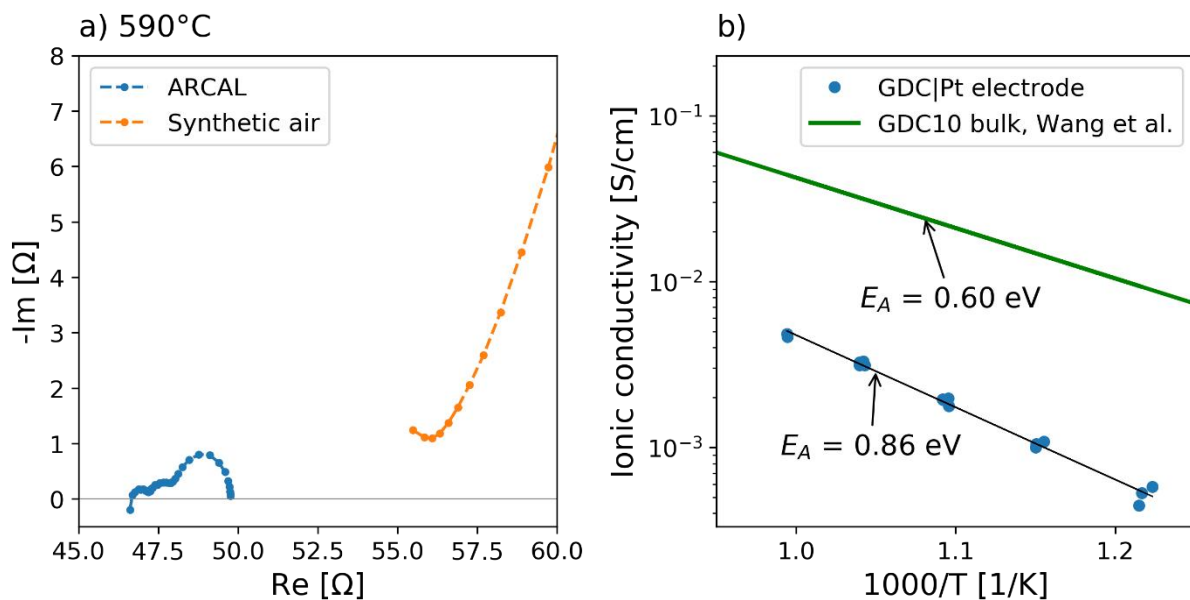 a) 590°C
8
7
6
5
4
3
2
1
0
-Im [Ω]
ARCAL
Synthetic air
45.0 47.5 50.0 52.5 55.0 57.5 60.0
Re [Ω]
b)
Ionic conductivity [S/cm]
10⁻¹
10⁻²
10⁻³
GDC|Pt electrode
GDC10 bulk, Wang et al.
E_A = 0.60 eV
E_A = 0.86 eV
1.0 1.1 1.2
1000/T [1/K]